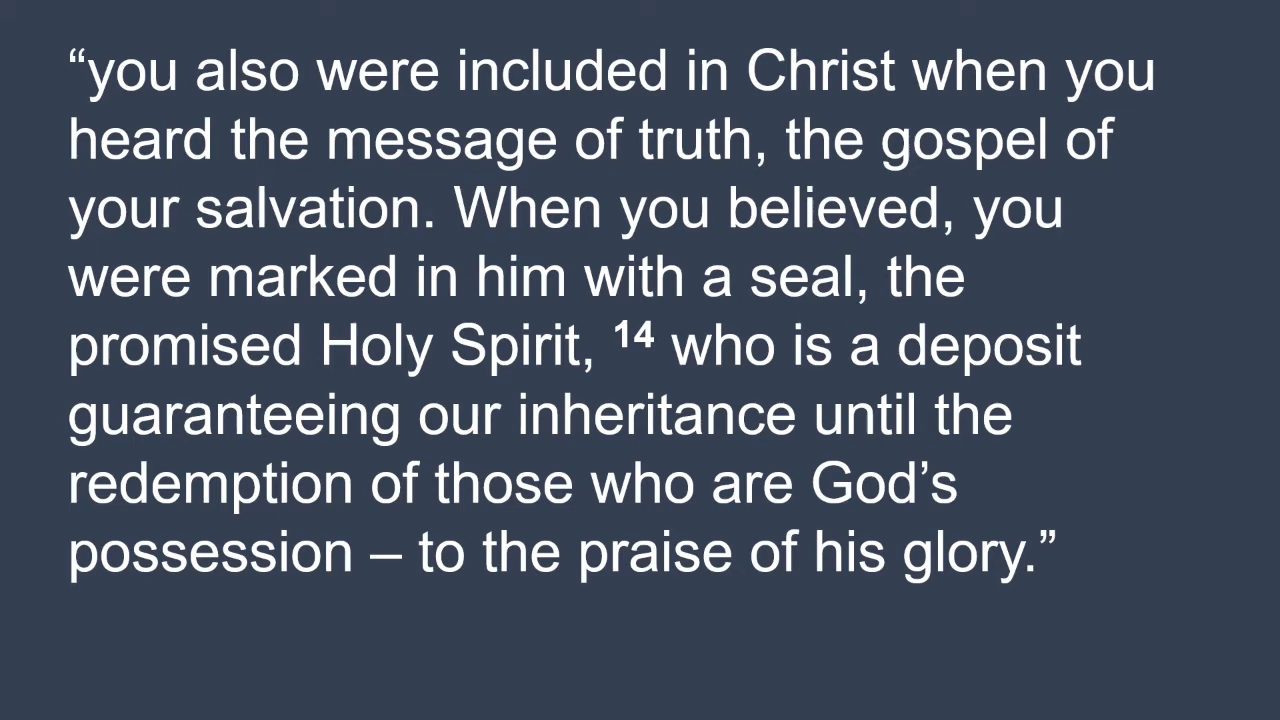 “you also were included in Christ when you
heard the message of truth, the gospel of
your salvation. When you believed, you
were marked in him with a seal, the
promised Holy Spirit, 14 who is a deposit
guaranteeing our inheritance until the
redemption of those who are God’s
possession – to the praise of his glory.”